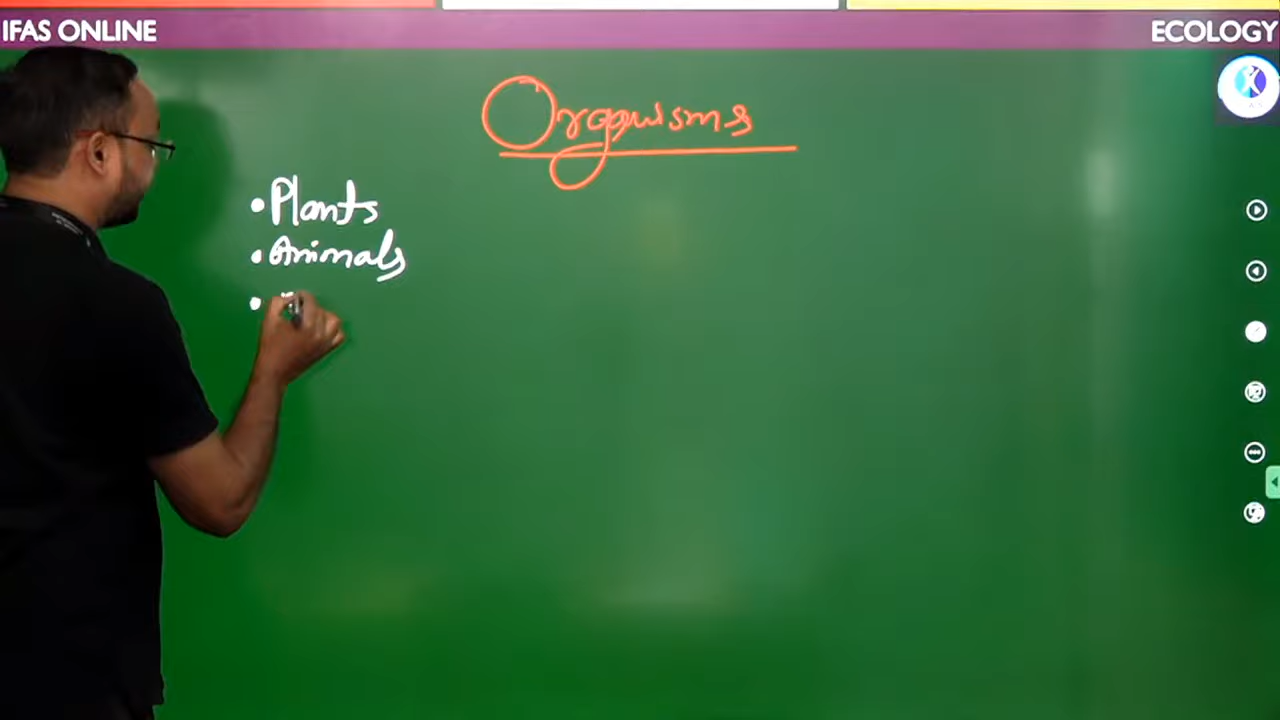 IFAS ONLINE
ECOLOGY
Organisms
• Plants
• Animals
•